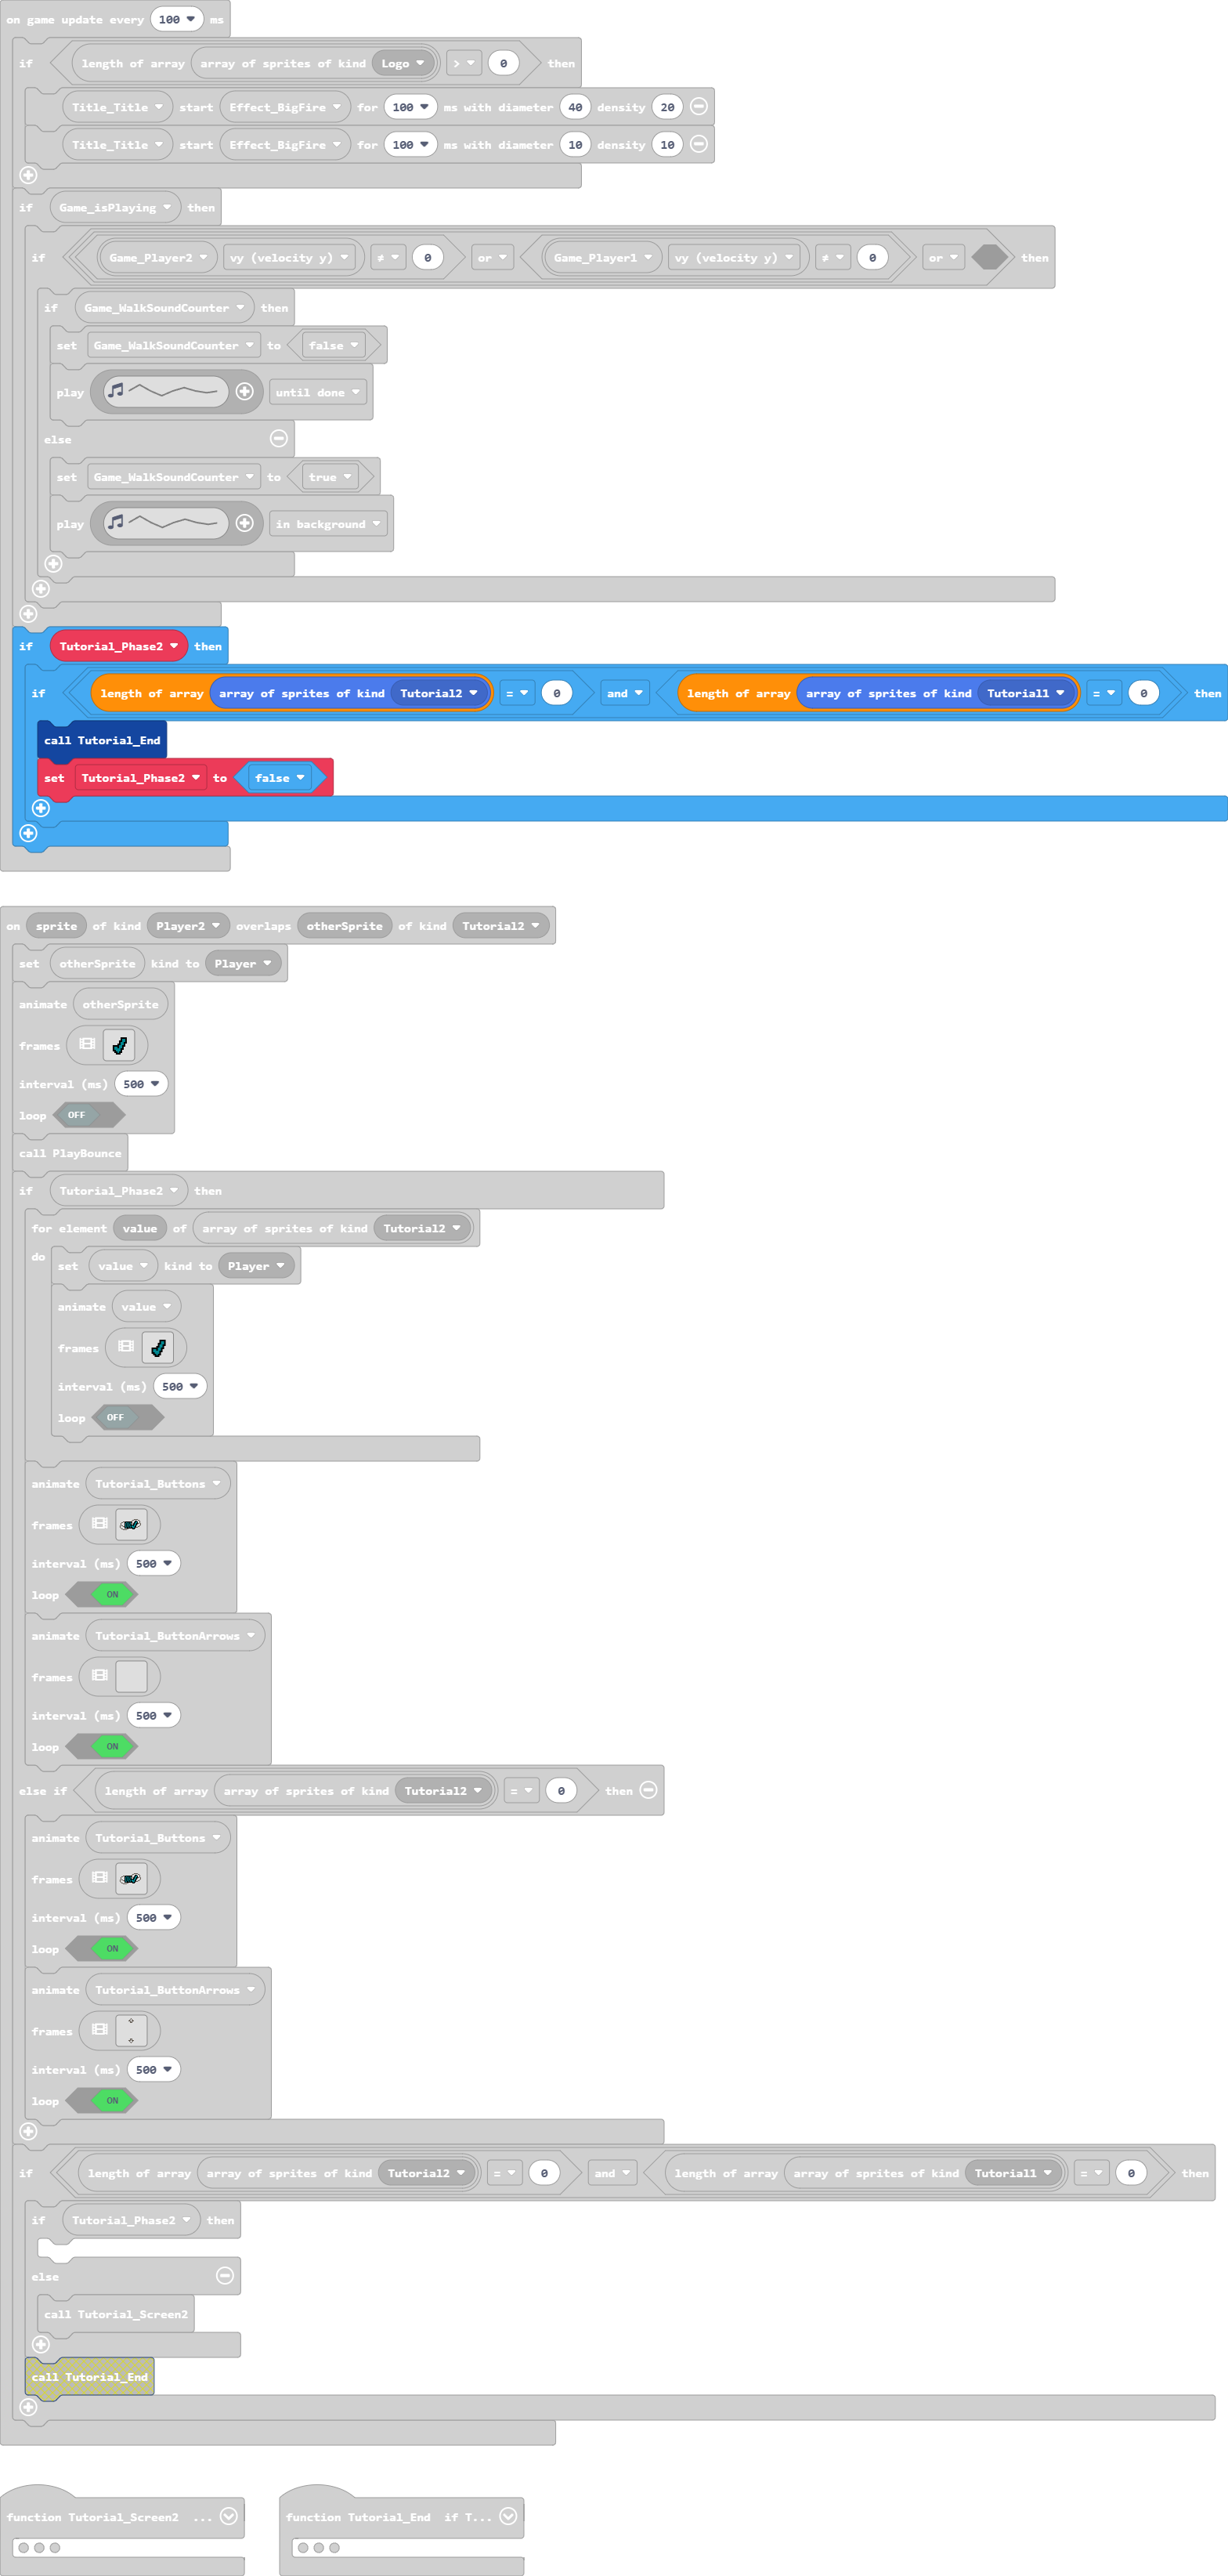 on game update every 100 ms
if length of array array of sprites of kind Logo > 0 then
Title_Title start Effect_BigFire for 100 ms with diameter 40 density 20
Title_Title start Effect_BigFire for 100 ms with diameter 10 density 10
if Game_isPlaying then
if Game_Player2 vy (velocity y) ≠ 0 or Game_Player1 vy (velocity y) ≠ 0 or then
if Game_WalkSoundCounter then
set Game_WalkSoundCounter to false
play until done
else
set Game_WalkSoundCounter to true
play in background
if Tutorial_Phase2 then
if length of array array of sprites of kind Tutorial2 = 0 and length of array array of sprites of kind Tutorial1 = 0 then
call Tutorial_End
set Tutorial_Phase2 to false
on sprite of kind Player2 overlaps otherSprite of kind Tutorial2
set otherSprite kind to Player
animate otherSprite
frames
interval (ms) 500
loop OFF
call PlayBounce
if Tutorial_Phase2 then
for element value of array of sprites of kind Tutorial2
do
set value kind to Player
animate value
frames
interval (ms) 500
loop OFF
animate Tutorial_Buttons
frames
interval (ms) 500
loop ON
animate Tutorial_ButtonArrows
frames
interval (ms) 500
loop ON
else if length of array array of sprites of kind Tutorial2 = 0 then
animate Tutorial_Buttons
frames
interval (ms) 500
loop ON
animate Tutorial_ButtonArrows
frames
interval (ms) 500
loop ON
if length of array array of sprites of kind Tutorial2 = 0 and length of array array of sprites of kind Tutorial1 = 0 then
if Tutorial_Phase2 then
else
call Tutorial_Screen2
call Tutorial_End
function Tutorial_Screen2 ...
function Tutorial_End if T...